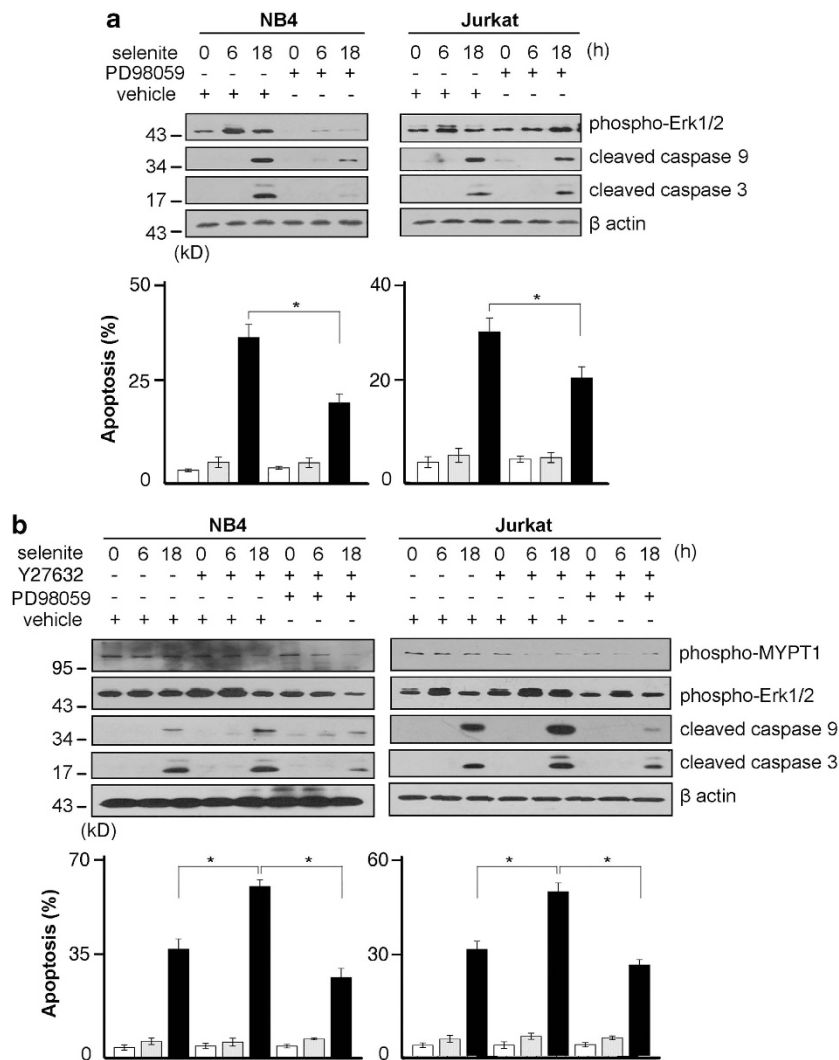 a
NB4 Jurkat
selenite 0 6 18 0 6 18 0 6 18 0 6 18 (h)
PD98059 - - - + + + - - - + + +
vehicle + + + - - - + + + - - -
43 phospho-Erk1/2
34 cleaved caspase 9
17 cleaved caspase 3
43 β actin
(kD)
Apoptosis (%)
50 40
* *
25 20
0 0
b
NB4 Jurkat
selenite 0 6 18 0 6 18 0 6 18 0 6 18 0 6 18 0 6 18 (h)
Y27632 - - - + + + + + + - - - + + + + + +
PD98059 - - - - - - + + + - - - - - - + + +
vehicle + + + + + + - - - + + + + + + - - -
95 phospho-MYPT1
43 phospho-Erk1/2
34 cleaved caspase 9
17 cleaved caspase 3
43 β actin
(kD)
Apoptosis (%)
70 60
* * * *
35 30
0 0